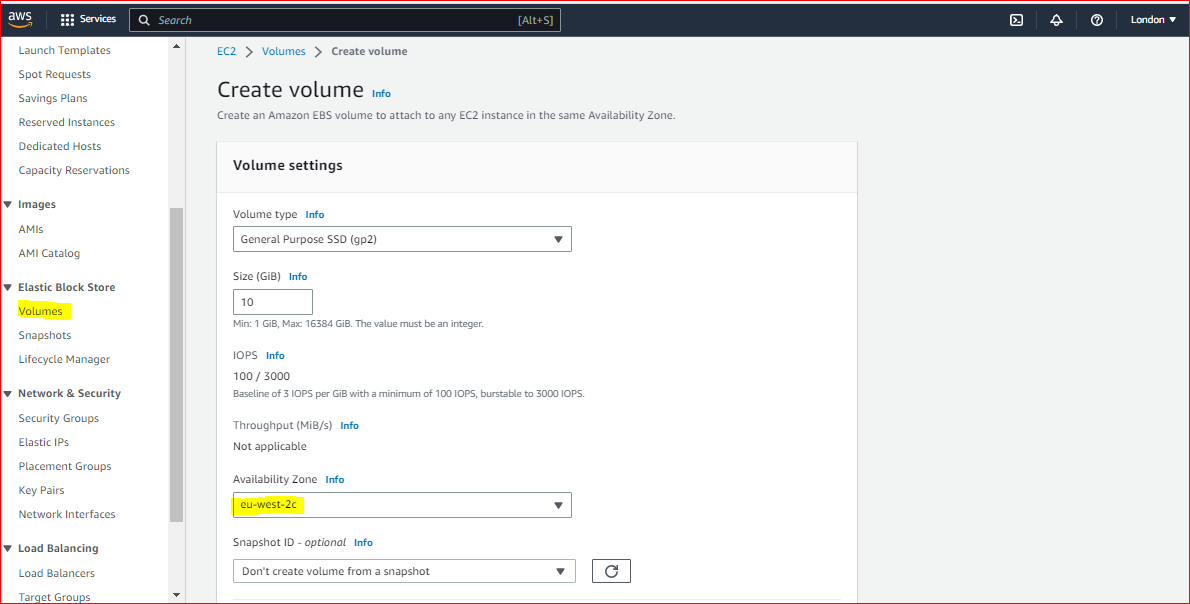 aws Services Search [Alt+S] London
Launch Templates
Spot Requests
Savings Plans
Reserved Instances
Dedicated Hosts
Capacity Reservations
Images
AMIs
AMI Catalog
Elastic Block Store
Volumes
Snapshots
Lifecycle Manager
Network & Security
Security Groups
Elastic IPs
Placement Groups
Key Pairs
Network Interfaces
Load Balancing
Load Balancers
Target Groups
EC2 > Volumes > Create volume
Create volume Info
Create an Amazon EBS volume to attach to any EC2 instance in the same Availability Zone.
Volume settings
Volume type Info
General Purpose SSD (gp2)
Size (GiB) Info
10
Min: 1 GiB, Max: 16384 GiB. The value must be an integer.
IOPS Info
100 / 3000
Baseline of 3 IOPS per GiB with a minimum of 100 IOPS, burstable to 3000 IOPS.
Throughput (MiB/s) Info
Not applicable
Availability Zone Info
eu-west-2c
Snapshot ID - optional Info
Don't create volume from a snapshot